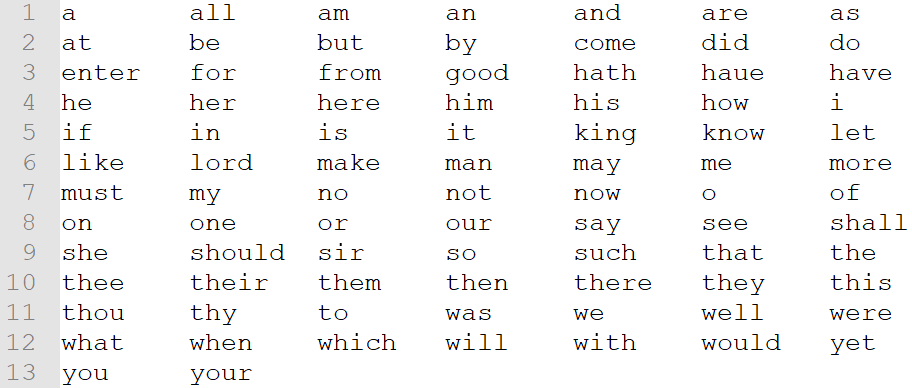 1 a all am an and are as
2 at be but by come did do
3 enter for from good hath haue have
4 he her here him his how i
5 if in is it king know let
6 like lord make man may me more
7 must my no not now o of
8 on one or our say see shall
9 she should sir so such that the
10 thee their them then there they this
11 thou thy to was we well were
12 what when which will with would yet
13 you your